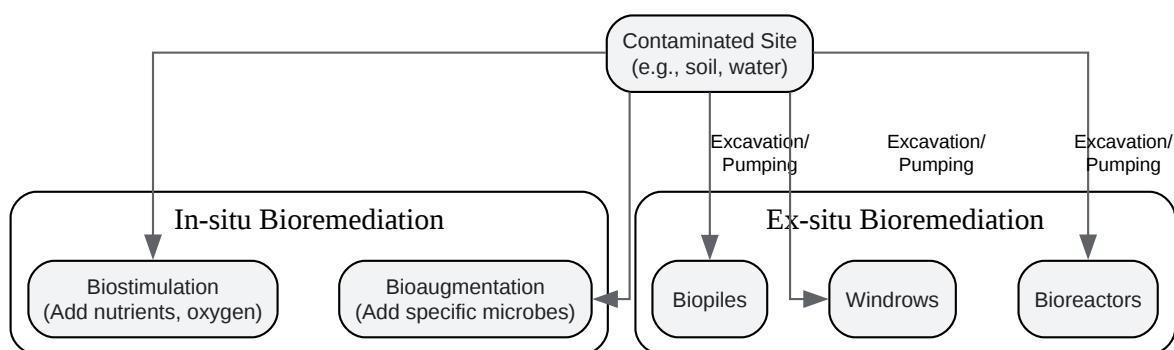 Contaminated Site
(e.g., soil, water)
Excavation/
Pumping
Excavation/
Pumping
Excavation/
Pumping
In-situ Bioremediation
Ex-situ Bioremediation
Biostimulation
(Add nutrients, oxygen)
Bioaugmentation
(Add specific microbes)
Biopiles
Windrows
Bioreactors